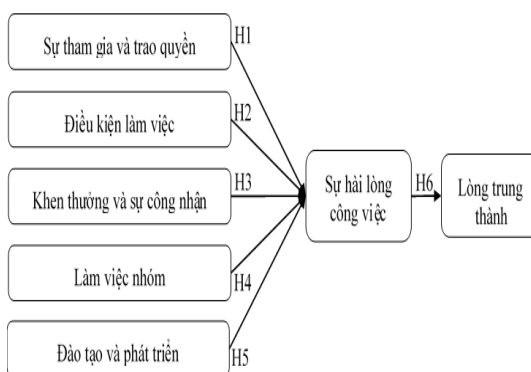 Sự tham gia và trao quyền
H1
Điều kiện làm việc
H2
Khen thưởng và sự công nhận
H3
Làm việc nhóm
H4
Đào tạo và phát triển
H5
Sự hài lòng
công việc
H6
Lòng trung
thành